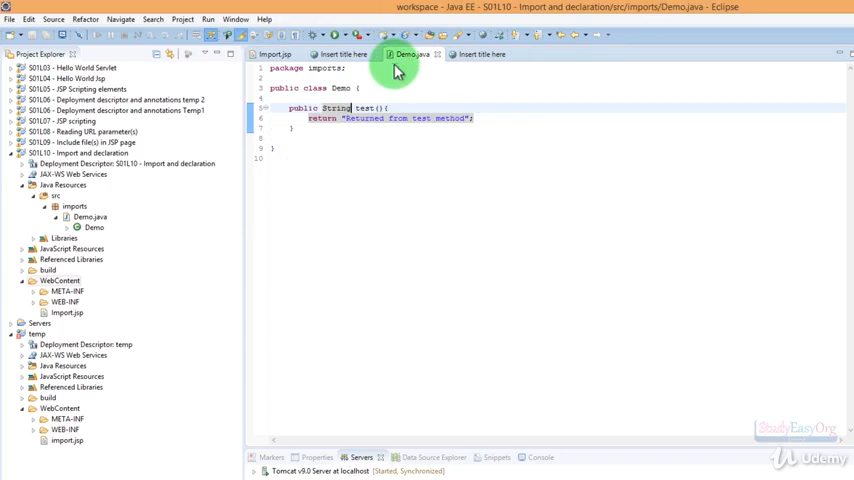 workspace - Java EE - S01L10 - Import and declaration/src/imports/Demo.java - Eclipse
File Edit Source Refactor Navigate Search Project Run Window Help
Project Explorer
S01L03 - Hello World Servlet
S01L04 - Hello World Jsp
S01L05 - JSP Scripting elements
S01L06 - Deployment descriptor and annotations temp 2
S01L06 - Deployment descriptor and annotations Temp1
S01L07 - JSP scripting
S01L08 - Reading URL parameter(s)
S01L09 - Include file(s) in JSP page
S01L10 - Import and declaration
Deployment Descriptor: S01L10 - Import and declaration
JAX-WS Web Services
Java Resources
src
imports
Demo.java
Demo
Libraries
JavaScript Resources
Referenced Libraries
build
WebContent
META-INF
WEB-INF
Import.jsp
Servers
temp
Deployment Descriptor: temp
JAX-WS Web Services
Java Resources
JavaScript Resources
Referenced Libraries
build
WebContent
META-INF
WEB-INF
import.jsp
Import.jsp Insert title here Demo.java Insert title here
1 package imports;
2
3 public class Demo {
4
5 public String test(){
6 return "Returned from test method";
7 }
8
9 }
10
StudyEasyOrg
Udemy
Markers Properties Servers Data Source Explorer Snippets Console
Tomcat v9.0 Server at localhost [Started, Synchronized]